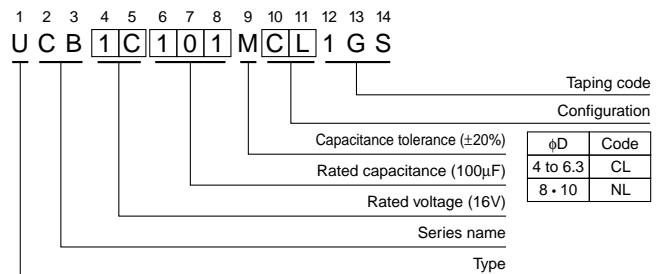 1 2 3 4 5 6 7 8 9 10 11 12 13 14
U C B 1 C 1 0 1 M C L 1 G S
Taping code
Configuration
Capacitance tolerance (±20%)
Rated capacitance (100µF)
Rated voltage (16V)
Series name
Type
ϕD Code
4 to 6.3 CL
8 • 10 NL